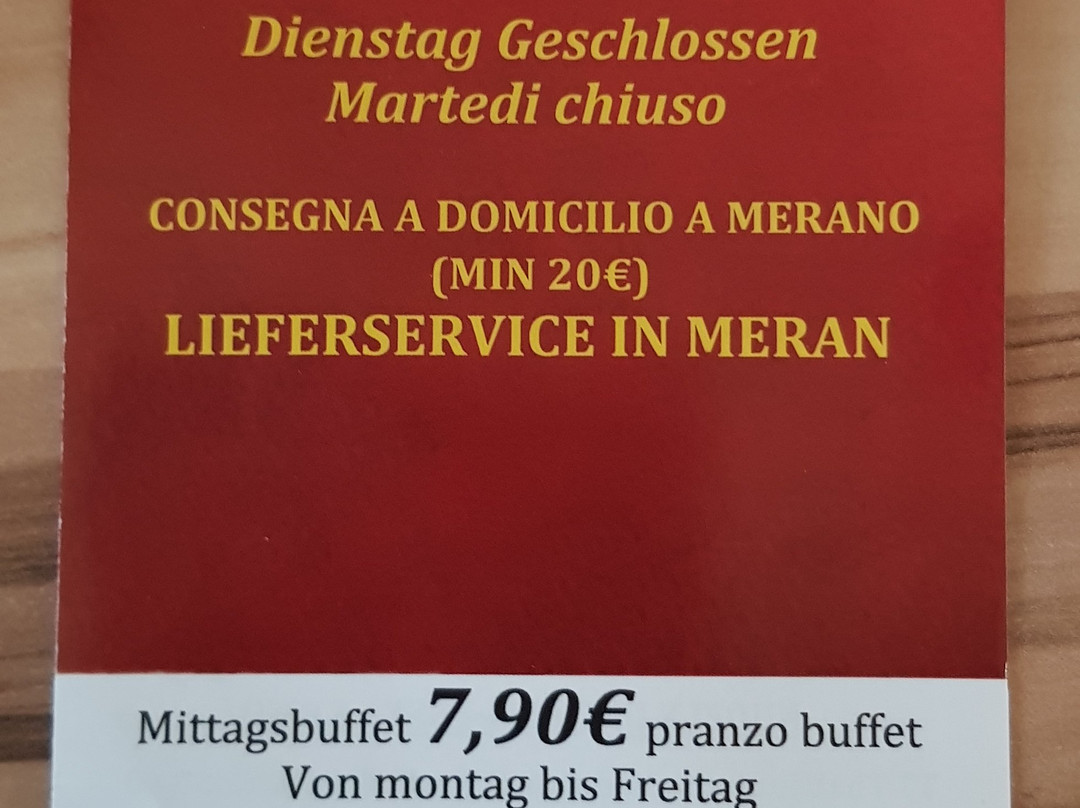 Dienstag Geschlossen
Martedi chiuso
CONSEGNA A DOMICILIO A MERANO
(MIN 20€)
LIEFERSERVICE IN MERAN
Mittagsbuffet 7,90€ pranzo buffet
Von montag bis Freitag